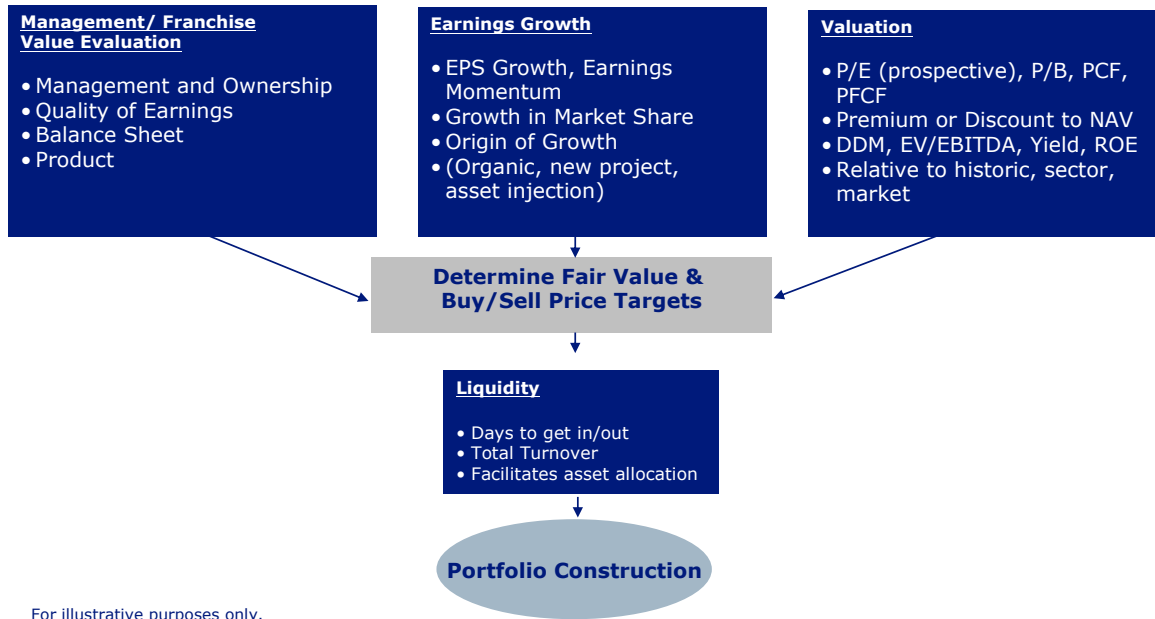 Management/ Franchise
Value Evaluation
• Management and Ownership
• Quality of Earnings
• Balance Sheet
• Product
Earnings Growth
• EPS Growth, Earnings
Momentum
• Growth in Market Share
• Origin of Growth
• (Organic, new project,
asset injection)
Valuation
• P/E (prospective), P/B, PCF,
PFCF
• Premium or Discount to NAV
• DDM, EV/EBITDA, Yield, ROE
• Relative to historic, sector,
market
Determine Fair Value &
Buy/Sell Price Targets
Liquidity
• Days to get in/out
• Total Turnover
• Facilitates asset allocation
Portfolio Construction
For illustrative purposes only.